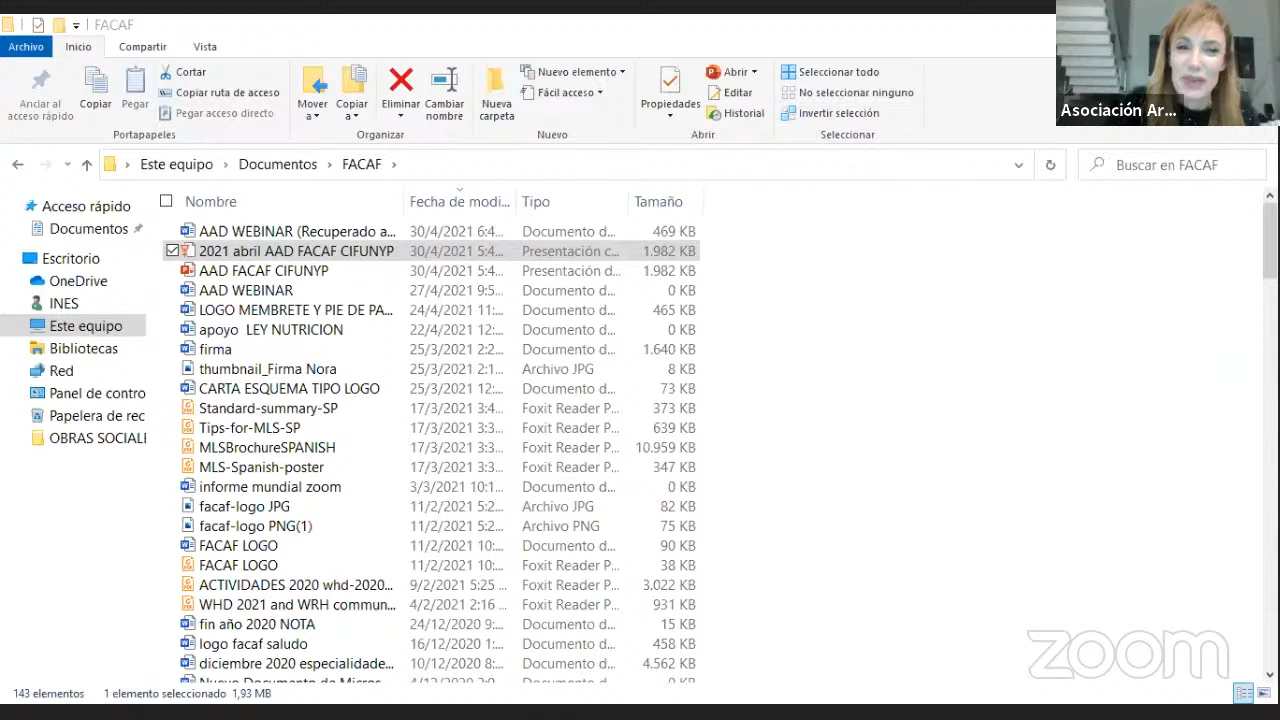 FACAF
Archivo Inicio Compartir Vista
Anclar al acceso rápido
Copiar
Pegar
Cortar
Copiar ruta de acceso
Pegar acceso directo
Portapapeles
Mover a
Copiar a
Eliminar
Cambiar nombre
Organizar
Nueva carpeta
Nuevo elemento
Fácil acceso
Nuevo
Propiedades
Abrir
Editar
Historial
Abrir
Seleccionar todo
No seleccionar ninguno
Invertir selección
Seleccionar
Asociación Ar...
Este equipo > Documentos > FACAF >
Buscar en FACAF
Acceso rápido
Documentos
Escritorio
OneDrive
INES
Este equipo
Bibliotecas
Red
Panel de contro
Papelera de rec
OBRAS SOCIALI
Nombre Fecha de modi... Tipo Tamaño
AAD WEBINAR (Recuperado a... 30/4/2021 6:4... Documento d... 469 KB
2021 abril AAD FACAF CIFUNYP 30/4/2021 5:4... Presentación c... 1.982 KB
AAD FACAF CIFUNYP 30/4/2021 5:4... Presentación d... 1.982 KB
AAD WEBINAR 27/4/2021 9:5... Documento d... 0 KB
LOGO MEMBRETE Y PIE DE PA... 24/4/2021 11:... Documento d... 465 KB
apoyo LEY NUTRICION 22/4/2021 12:... Documento d... 0 KB
firma 25/3/2021 2:2... Documento d... 1.640 KB
thumbnail_Firma Nora 25/3/2021 2:1... Archivo JPG 8 KB
CARTA ESQUEMA TIPO LOGO 25/3/2021 12:... Documento d... 73 KB
Standard-summary-SP 17/3/2021 3:4... Foxit Reader P... 373 KB
Tips-for-MLS-SP 17/3/2021 3:3... Foxit Reader P... 639 KB
MLSBrochureSPANISH 17/3/2021 3:3... Foxit Reader P... 10.959 KB
MLS-Spanish-poster 17/3/2021 3:3... Foxit Reader P... 347 KB
informe mundial zoom 3/3/2021 10:1... Documento d... 0 KB
facaf-logo JPG 11/2/2021 5:2... Archivo JPG 82 KB
facaf-logo PNG(1) 11/2/2021 5:2... Archivo PNG 75 KB
FACAF LOGO 11/2/2021 10:... Documento d... 90 KB
FACAF LOGO 11/2/2021 10:... Foxit Reader P... 38 KB
ACTIVIDADES 2020 whd-2020... 9/2/2021 5:25 ... Foxit Reader P... 3.022 KB
WHD 2021 and WRH commun... 4/2/2021 2:16 ... Foxit Reader P... 931 KB
fin año 2020 NOTA 24/12/2020 9:... Documento d... 15 KB
logo facaf saludo 16/12/2020 1:... Documento d... 458 KB
diciembre 2020 especialidade... 10/12/2020 8:... Documento d... 4.562 KB
zoom
143 elementos 1 elemento seleccionado 1,93 MB